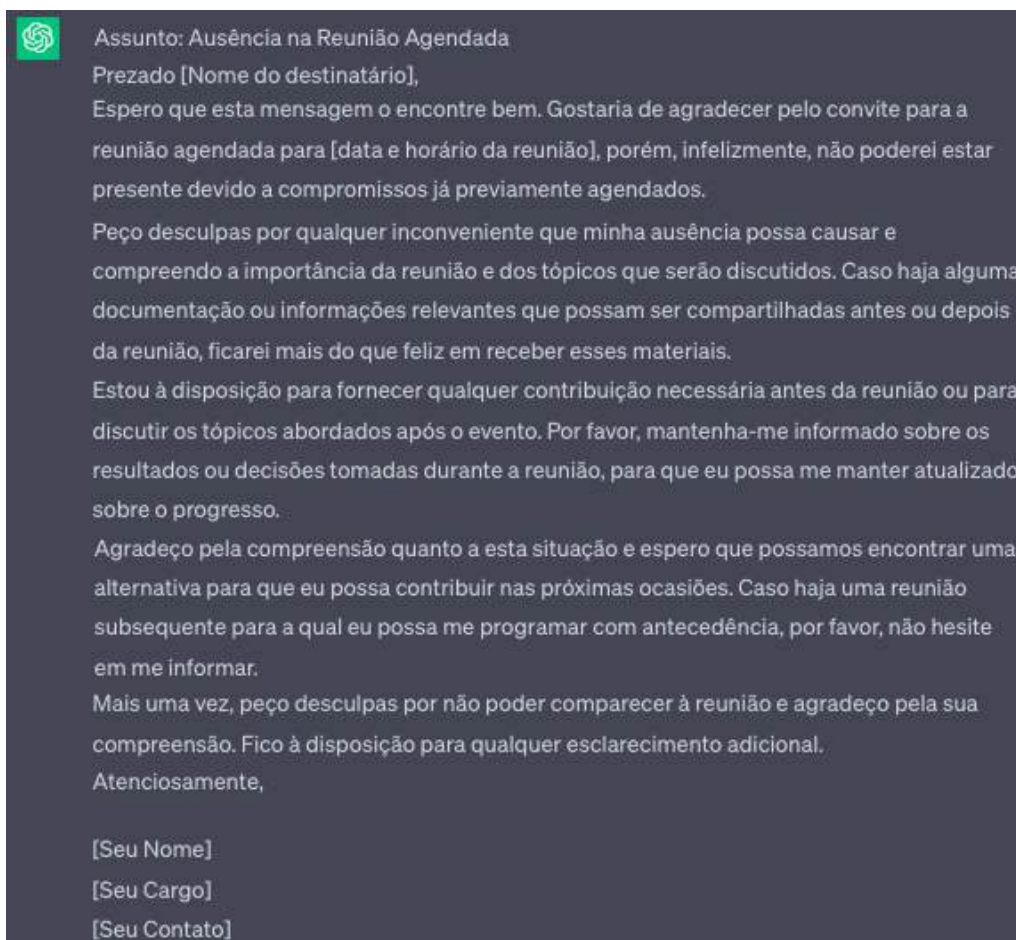 Assunto: Ausência na Reunião Agendada
Prezado [Nome do destinatário],
Espero que esta mensagem o encontre bem. Gostaria de agradecer pelo convite para a
reunião agendada para [data e horário da reunião], porém, infelizmente, não poderei estar
presente devido a compromissos já previamente agendados.
Peço desculpas por qualquer inconveniente que minha ausência possa causar e
compreendo a importância da reunião e dos tópicos que serão discutidos. Caso haja alguma
documentação ou informações relevantes que possam ser compartilhadas antes ou depois
da reunião, ficarei mais do que feliz em receber esses materiais.
Estou à disposição para fornecer qualquer contribuição necessária antes da reunião ou para
discutir os tópicos abordados após o evento. Por favor, mantenha-me informado sobre os
resultados ou decisões tomadas durante a reunião, para que eu possa me manter atualizado
sobre o progresso.
Agradeço pela compreensão quanto a esta situação e espero que possamos encontrar uma
alternativa para que eu possa contribuir nas próximas ocasiões. Caso haja uma reunião
subsequente para a qual eu possa me programar com antecedência, por favor, não hesite
em me informar.
Mais uma vez, peço desculpas por não poder comparecer à reunião e agradeço pela sua
compreensão. Fico à disposição para qualquer esclarecimento adicional.
Atenciosamente,
[Seu Nome]
[Seu Cargo]
[Seu Contato]